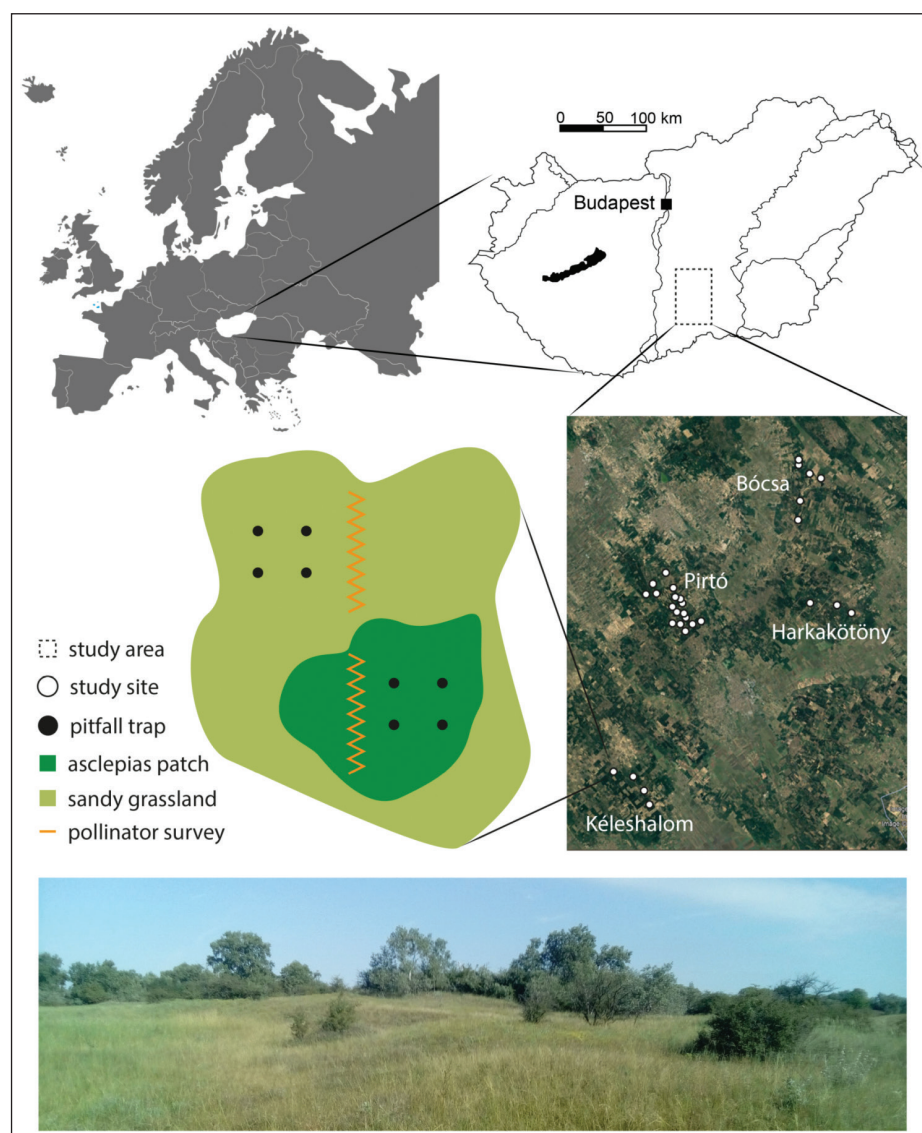 0 50 100 km
Budapest
Bócsa
Pirtó
Harkakötöny
Kéleshalom
study area
study site
pitfall trap
asclepias patch
sandy grassland
pollinator survey